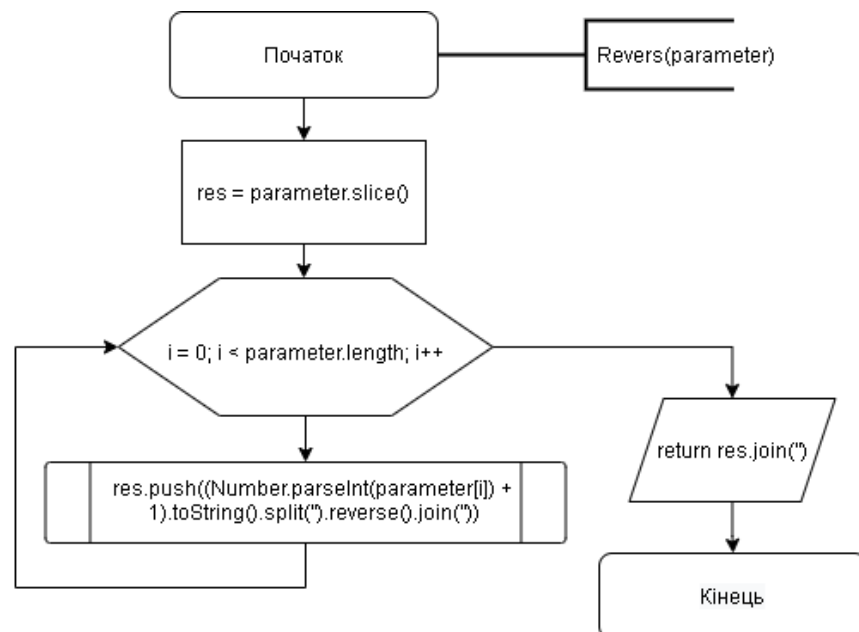 Початок
Revers(parameter)
res = parameter.slice()
i = 0; i < parameter.length; i++
return res.join('')
res.push((Number.parseInt(parameter[i]) +
1).toString().split('').reverse().join(''))
Кінець